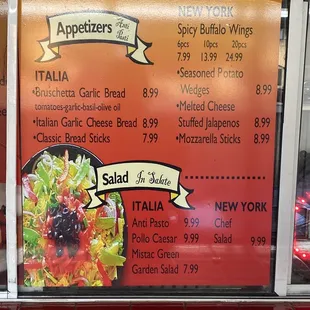 Appetizers Anti Pasti
ITALIA
•Bruschetta Garlic Bread 8.99
tomatoes-garlic-basil-olive oil
•Italian Garlic Cheese Bread 8.99
•Classic Bread Sticks 7.99
NEW YORK
Spicy Buffalo Wings
6pcs 10pcs 20pcs
7.99 13.99 24.99
•Seasoned Potato
Wedges 8.99
•Melted Cheese
Stuffed Jalapenos 8.99
•Mozzarella Sticks 8.99
Salad In Salate
ITALIA
Anti Pasto 9.99
Pollo Caesar 9.99
Mistac Green
Garden Salad 7.99
NEW YORK
Chef
Salad 9.99